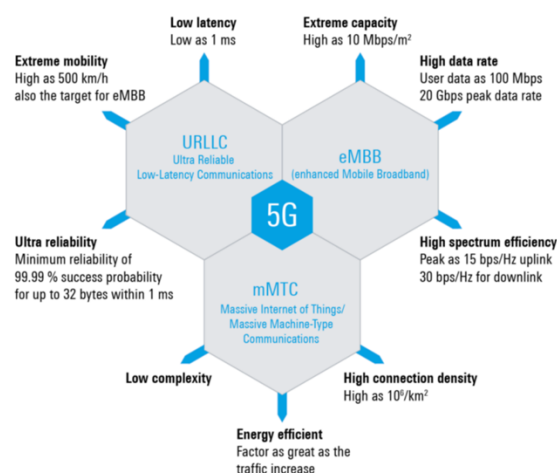 Low latency
Low as 1 ms
Extreme capacity
High as 10 Mbps/m²
Extreme mobility
High as 500 km/h
also the target for eMBB
High data rate
User data as 100 Mbps
20 Gbps peak data rate
URLLC
Ultra Reliable
Low-Latency Communications
eMBB
(enhanced Mobile Broadband)
5G
Ultra reliability
Minimum reliability of
99.99 % success probability
for up to 32 bytes within 1 ms
High spectrum efficiency
Peak as 15 bps/Hz uplink
30 bps/Hz for downlink
mMTC
Massive Internet of Things/
Massive Machine-Type
Communications
Low complexity
High connection density
High as 10⁶/km²
Energy efficient
Factor as great as the
traffic increase